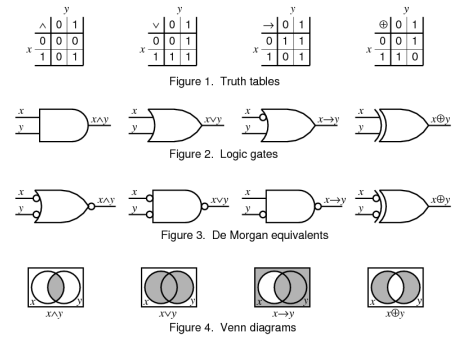 y y y y
∧ 0 1 ∨ 0 1 → 0 1 ⊕ 0 1
x 0 0 0 x 0 0 1 x 0 1 1 x 0 0 1
1 0 1 1 1 1 1 0 1 1 1 0
Figure 1. Truth tables
x y x∧y x y x∨y x y x→y x y x⊕y
Figure 2. Logic gates
x y x∧y x y x∨y x y x→y x y x⊕y
Figure 3. De Morgan equivalents
x y x y x y x y
x∧y x∨y x→y x⊕y
Figure 4. Venn diagrams